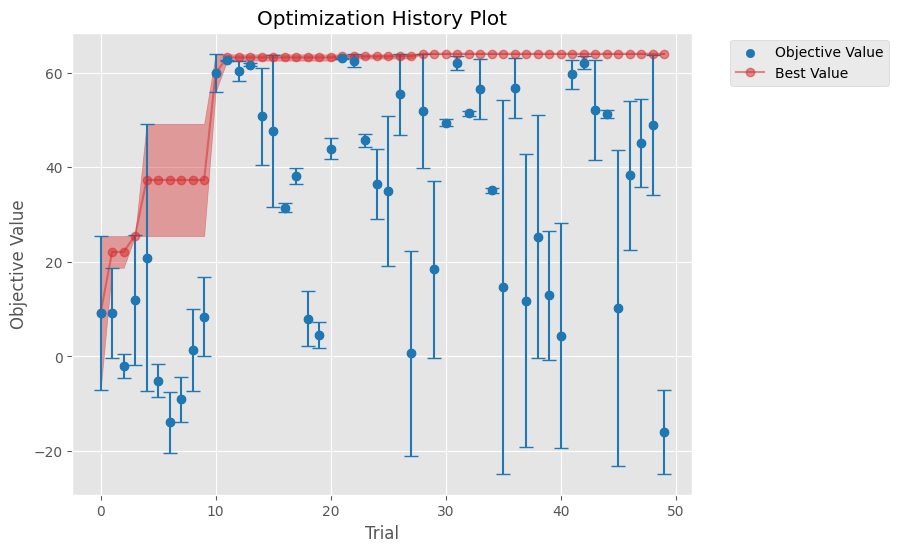 Optimization History Plot
Objective Value
Best Value
Objective Value
60
40
20
0
−20
0 10 20 30 40 50
Trial